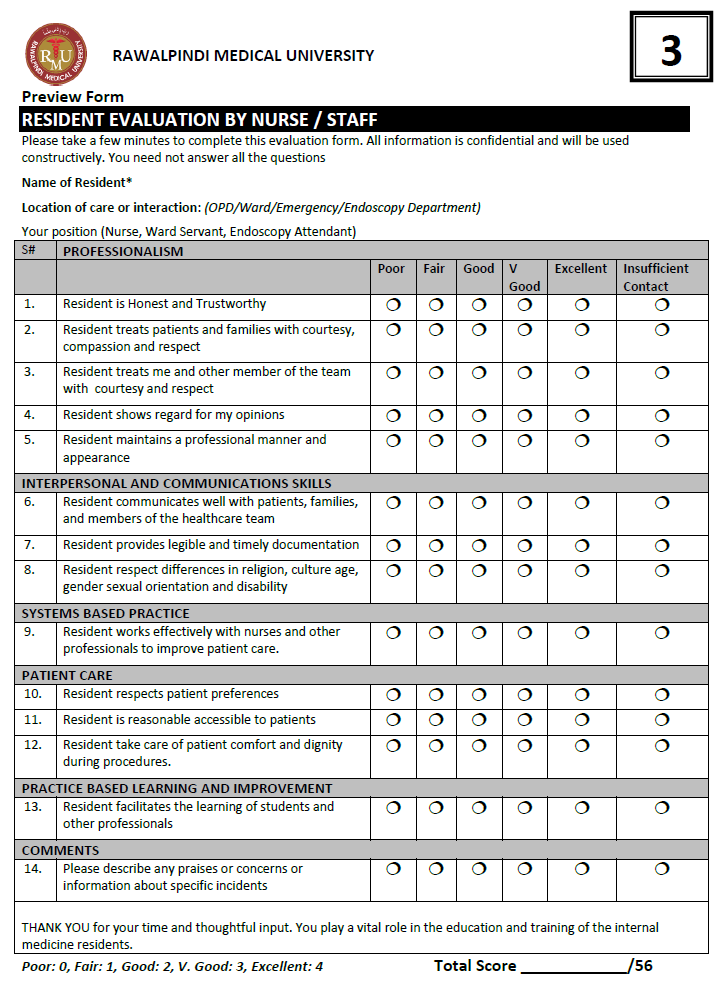 RAWALPINDI MEDICAL UNIVERSITY
3
RAWALPINDI MEDICAL UNIVERSITY
RMU
Preview Form
RESIDENT EVALUATION BY NURSE / STAFF
Please take a few minutes to complete this evaluation form. All information is confidential and will be used
constructively. You need not answer all the questions
Name of Resident*
Location of care or interaction: (OPD/Ward/Emergency/Endoscopy Department)
Your position (Nurse, Ward Servant, Endoscopy Attendant)
S# PROFESSIONALISM
Poor Fair Good V Excellent Insufficient
Good Contact
1. Resident is Honest and Trustworthy
2. Resident treats patients and families with courtesy,
compassion and respect
3. Resident treats me and other member of the team
with courtesy and respect
4. Resident shows regard for my opinions
5. Resident maintains a professional manner and
appearance
INTERPERSONAL AND COMMUNICATIONS SKILLS
6. Resident communicates well with patients, families,
and members of the healthcare team
7. Resident provides legible and timely documentation
8. Resident respect differences in religion, culture age,
gender sexual orientation and disability
SYSTEMS BASED PRACTICE
9. Resident works effectively with nurses and other
professionals to improve patient care.
PATIENT CARE
10. Resident respects patient preferences
11. Resident is reasonable accessible to patients
12. Resident take care of patient comfort and dignity
during procedures.
PRACTICE BASED LEARNING AND IMPROVEMENT
13. Resident facilitates the learning of students and
other professionals
COMMENTS
14. Please describe any praises or concerns or
information about specific incidents
THANK YOU for your time and thoughtful input. You play a vital role in the education and training of the internal
medicine residents.
Poor: 0, Fair: 1, Good: 2, V. Good: 3, Excellent: 4 Total Score ____________/56